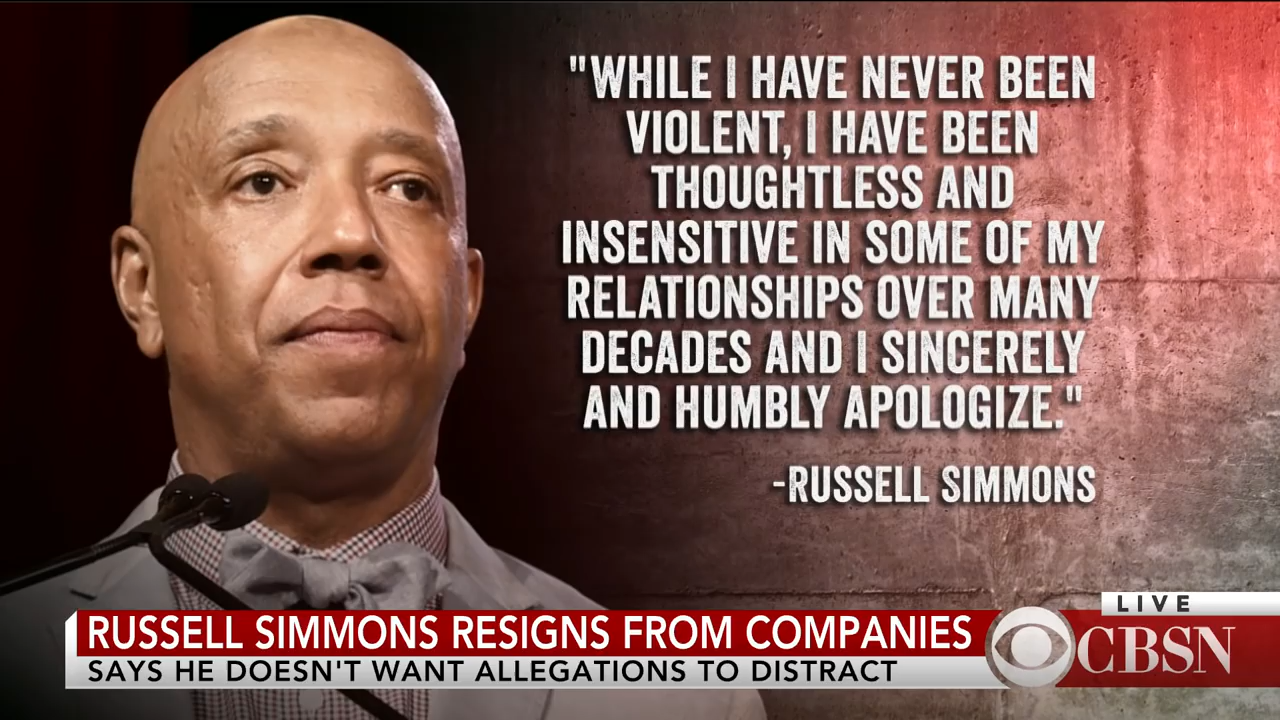 "WHILE I HAVE NEVER BEEN
VIOLENT, I HAVE BEEN
THOUGHTLESS AND
INSENSITIVE IN SOME OF MY
RELATIONSHIPS OVER MANY
DECADES AND I SINCERELY
AND HUMBLY APOLOGIZE."
-RUSSELL SIMMONS
LIVE
RUSSELL SIMMONS RESIGNS FROM COMPANIES
SAYS HE DOESN'T WANT ALLEGATIONS TO DISTRACT
CBSN